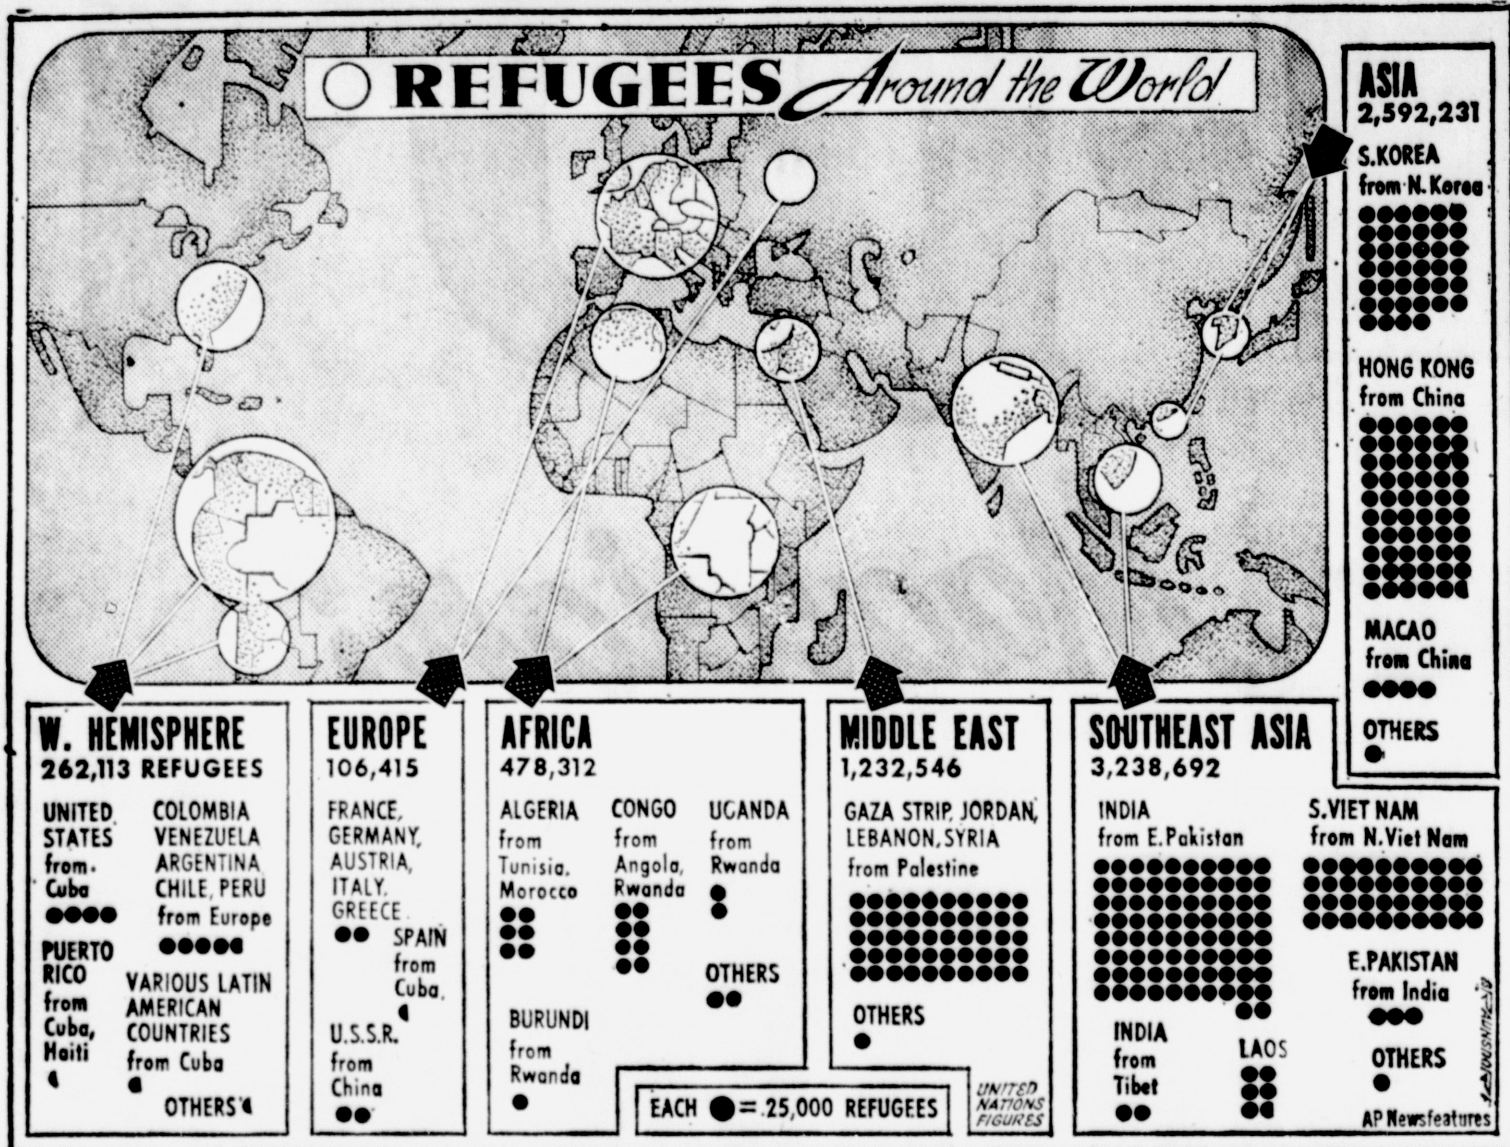 REFUGEES Around the World
ASIA
2,592,231
S.KOREA
from N. Korea
HONG KONG
from China
MACAO
from China
OTHERS
W. HEMISPHERE
262,113 REFUGEES
UNITED
STATES
from
Cuba
PUERTO
RICO
from
Cuba,
Haiti
COLOMBIA
VENEZUELA
ARGENTINA
CHILE, PERU
from Europe
VARIOUS LATIN
AMERICAN
COUNTRIES
from Cuba
OTHERS
EUROPE
106,415
FRANCE,
GERMANY,
AUSTRIA,
ITALY,
GREECE
SPAIN
from
Cuba,
U.S.S.R.
from
China
AFRICA
478,312
ALGERIA
from
Tunisia,
Morocco
CONGO
from
Angola,
Rwanda
UGANDA
from
Rwanda
OTHERS
BURUNDI
from
Rwanda
MIDDLE EAST
1,232,546
GAZA STRIP, JORDAN,
LEBANON, SYRIA
from Palestine
OTHERS
SOUTHEAST ASIA
3,238,692
INDIA
from E.Pakistan
INDIA
from
Tibet
LAOS
S.VIET NAM
from N.Viet Nam
E.PAKISTAN
from India
OTHERS
EACH ● = 25,000 REFUGEES
UNITED
NATIONS
FIGURES
AP Newsfeatures